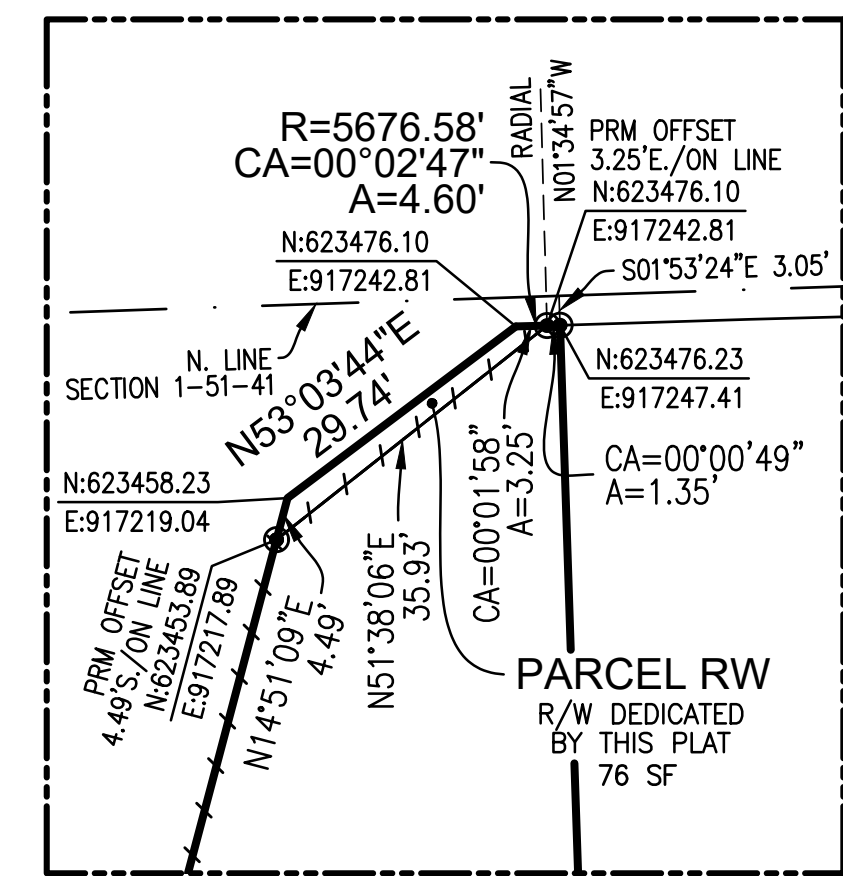 R=5676.58'
CA=00°02'47"
A=4.60'
RADIAL
N01°34'57"W
PRM OFFSET
3.25'E./ON LINE
N:623476.10
E:917242.81
S01°53'24"E 3.05'
N:623476.10
E:917242.81
N. LINE
SECTION 1-51-41
N53°03'44"E
29.74'
N:623476.23
E:917247.41
CA=00°00'49"
A=1.35'
N:623458.23
E:917219.04
PRM OFFSET
4.49'S./ON LINE
N:623453.89
E:917217.89
N14°51'09"E
4.49'
N51°38'06"E
35.93'
CA=00°01'58"
A=3.25'
PARCEL RW
R/W DEDICATED
BY THIS PLAT
76 SF